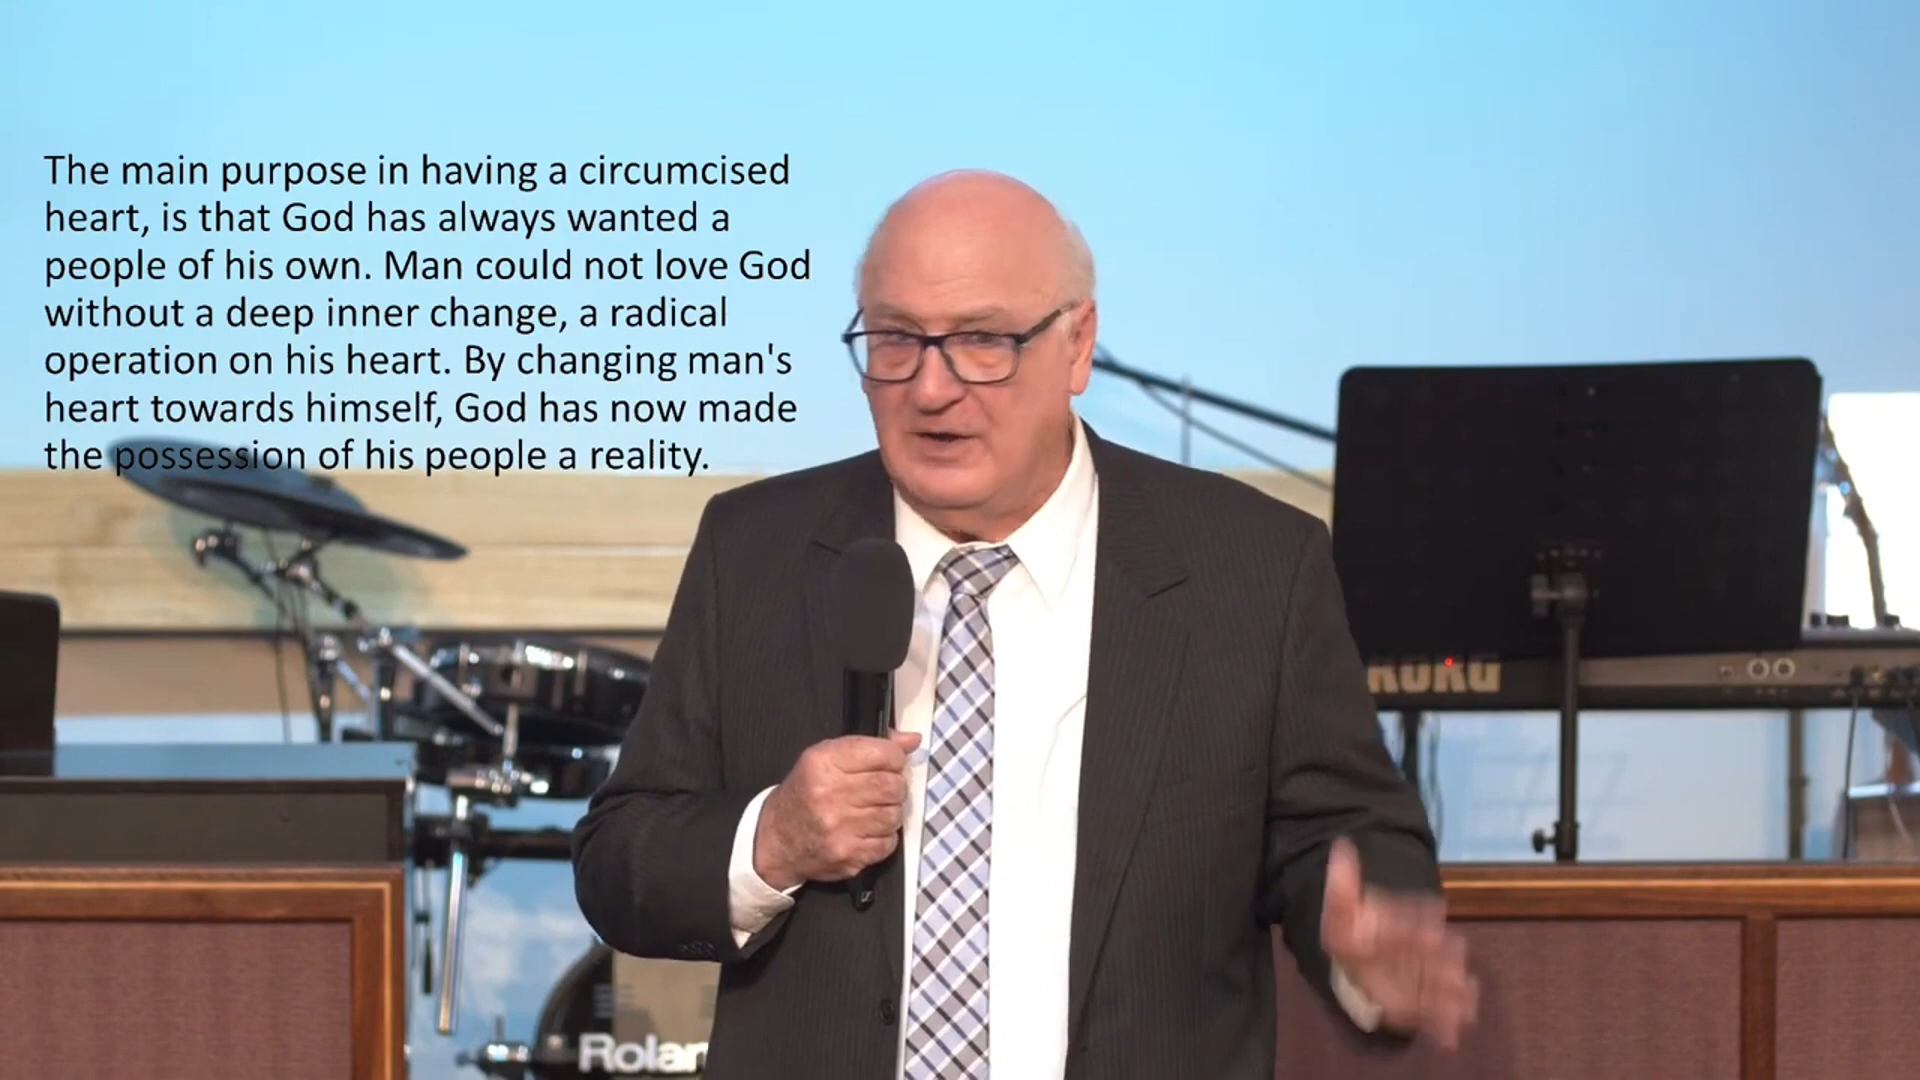 The main purpose in having a circumcised
heart, is that God has always wanted a
people of his own. Man could not love God
without a deep inner change, a radical
operation on his heart. By changing man's
heart towards himself, God has now made
the possession of his people a reality.
KORG
Rolan